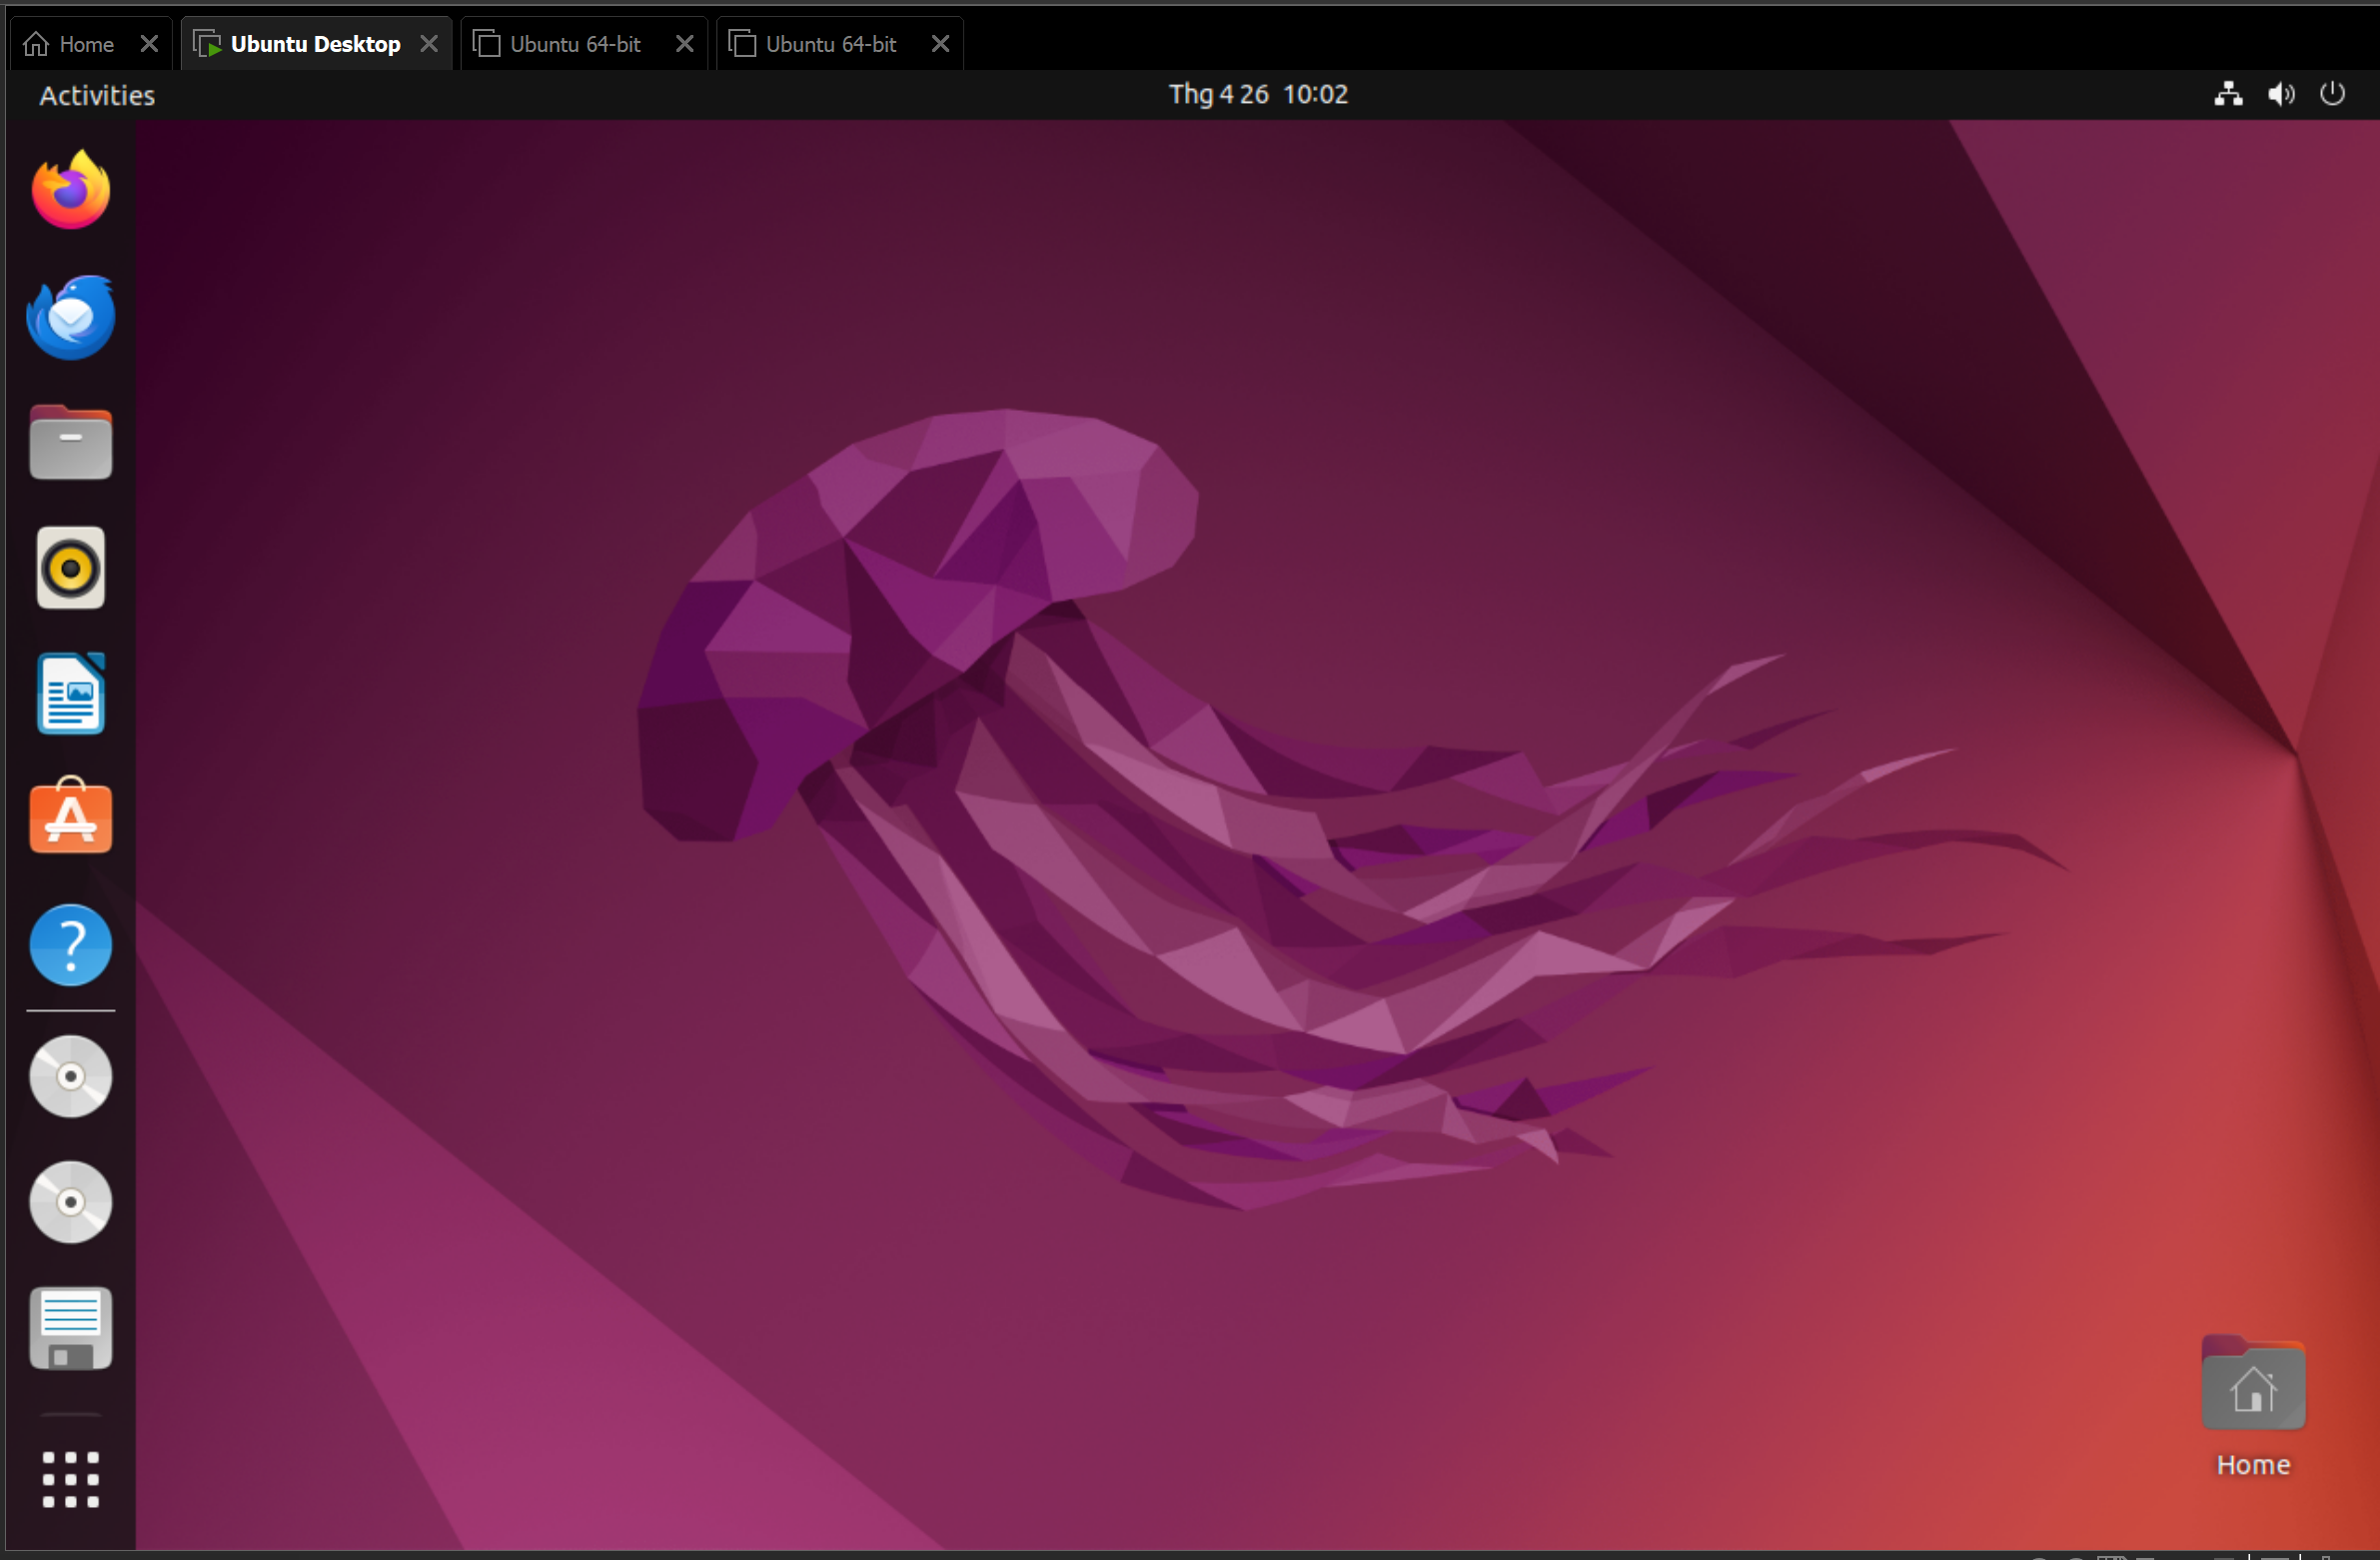 Home
Ubuntu Desktop
Ubuntu 64-bit
Ubuntu 64-bit
Activities
Thg 4 26 10:02
Home